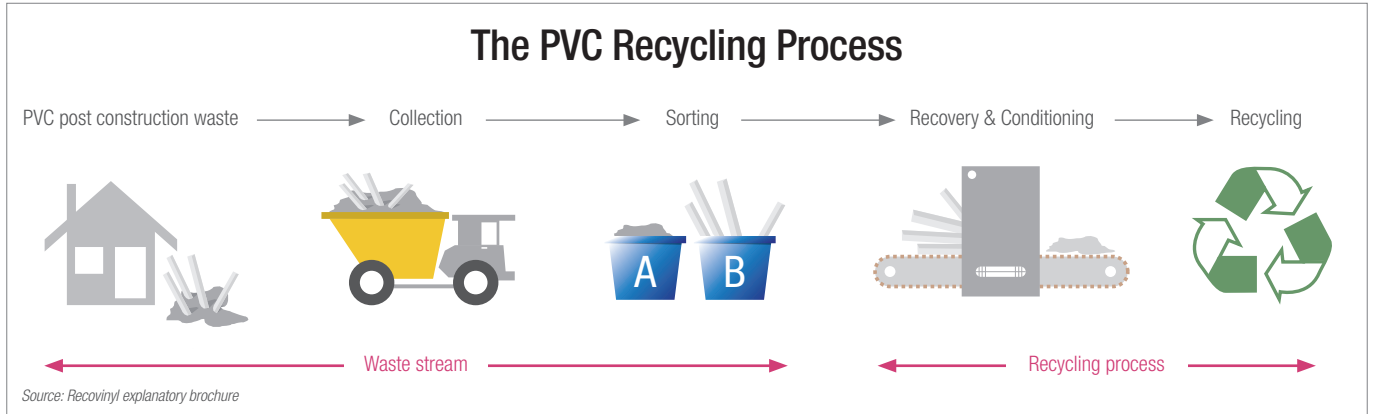 The PVC Recycling Process
PVC post construction waste
Collection
Sorting
Recovery & Conditioning
Recycling
A
B
Waste stream
Recycling process
Source: Recovinyl explanatory brochure